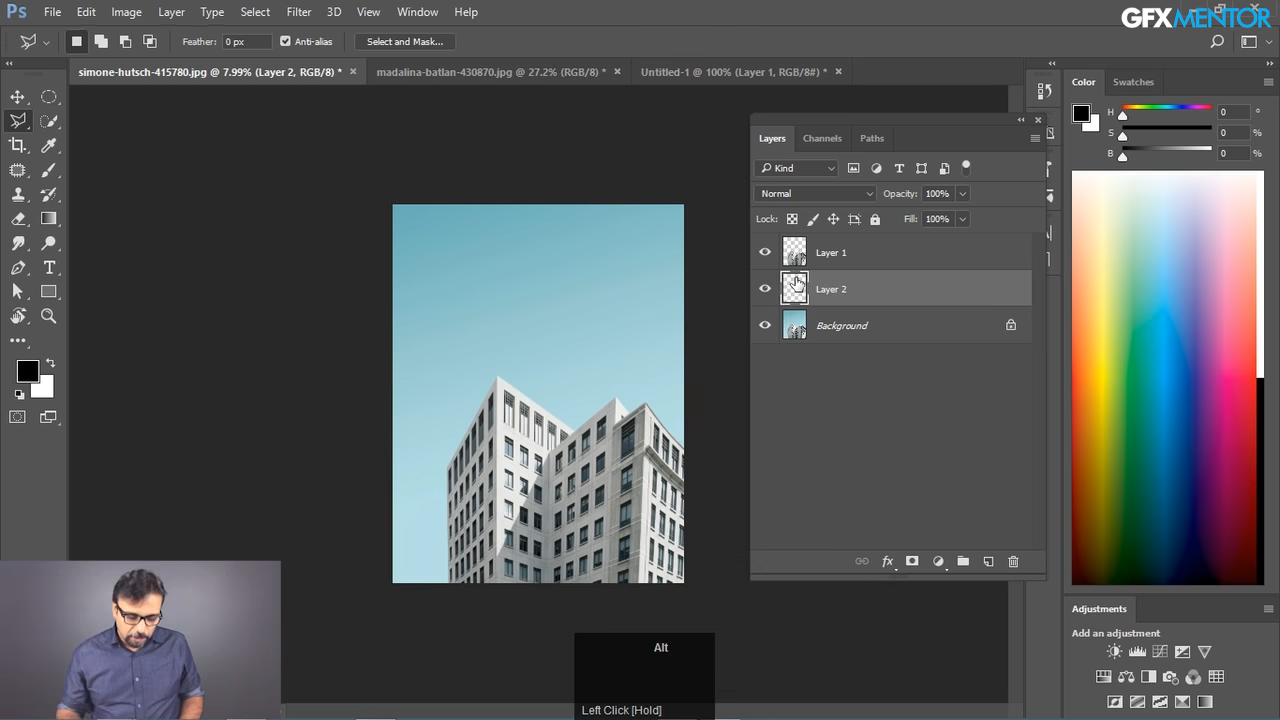 Ps File Edit Image Layer Type Select Filter 3D View Window Help
GFXMENTOR
Feather: 0 px Anti-alias Select and Mask...
simone-hutsch-415780.jpg @ 7.99% (Layer 2, RGB/8) * × madalina-batlan-430870.jpg @ 27.2% (RGB/8) * × Untitled-1 @ 100% (Layer 1, RGB/8#) * ×
Color Swatches
H 0 °
S 0 %
B 0 %
Layers Channels Paths
Kind
Normal Opacity: 100%
Lock: Fill: 100%
Layer 1
Layer 2
Background
fx
Adjustments
Add an adjustment
Alt
Left Click [Hold]